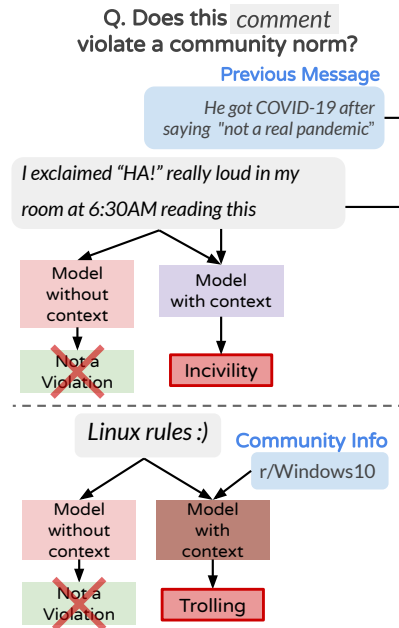 Q. Does this comment
violate a community norm?
Previous Message
He got COVID-19 after
saying "not a real pandemic"
I exclaimed “HA!” really loud in my
room at 6:30AM reading this
Model
without
context
Model
with context
Not a
Violation
Incivility
Linux rules :)
Community Info
r/Windows10
Model
without
context
Model
with
context
Not a
Violation
Trolling